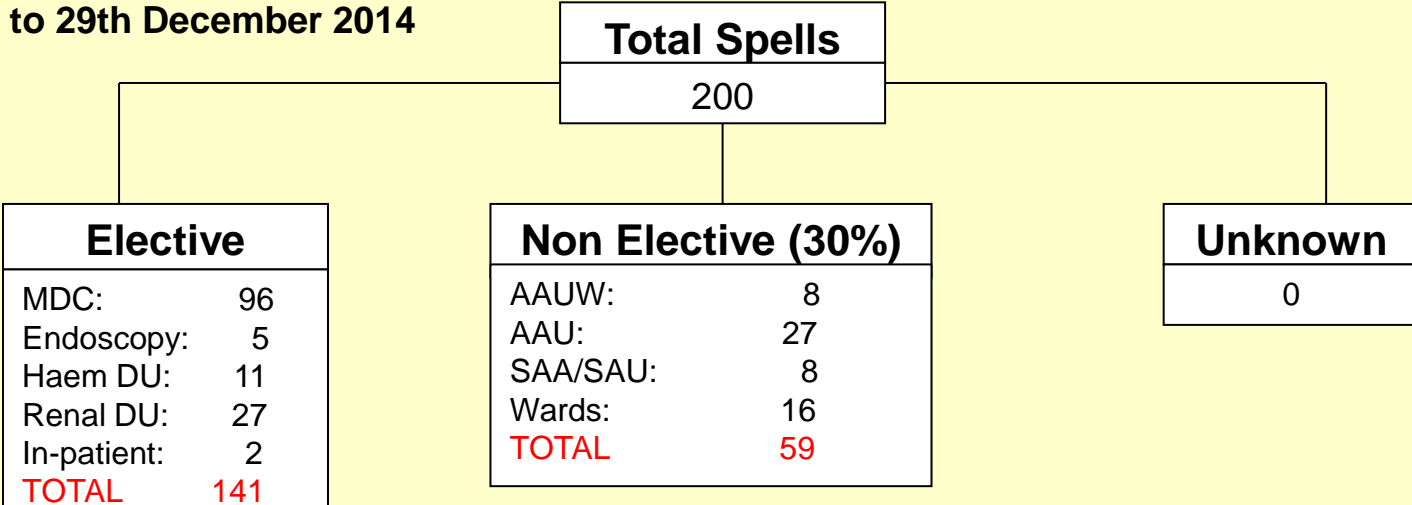 to 29th December 2014
Total Spells
200
Elective
MDC: 96
Endoscopy: 5
Haem DU: 11
Renal DU: 27
In-patient: 2
TOTAL 141
Non Elective (30%)
AAUW: 8
AAU: 27
SAA/SAU: 8
Wards: 16
TOTAL 59
Unknown
0